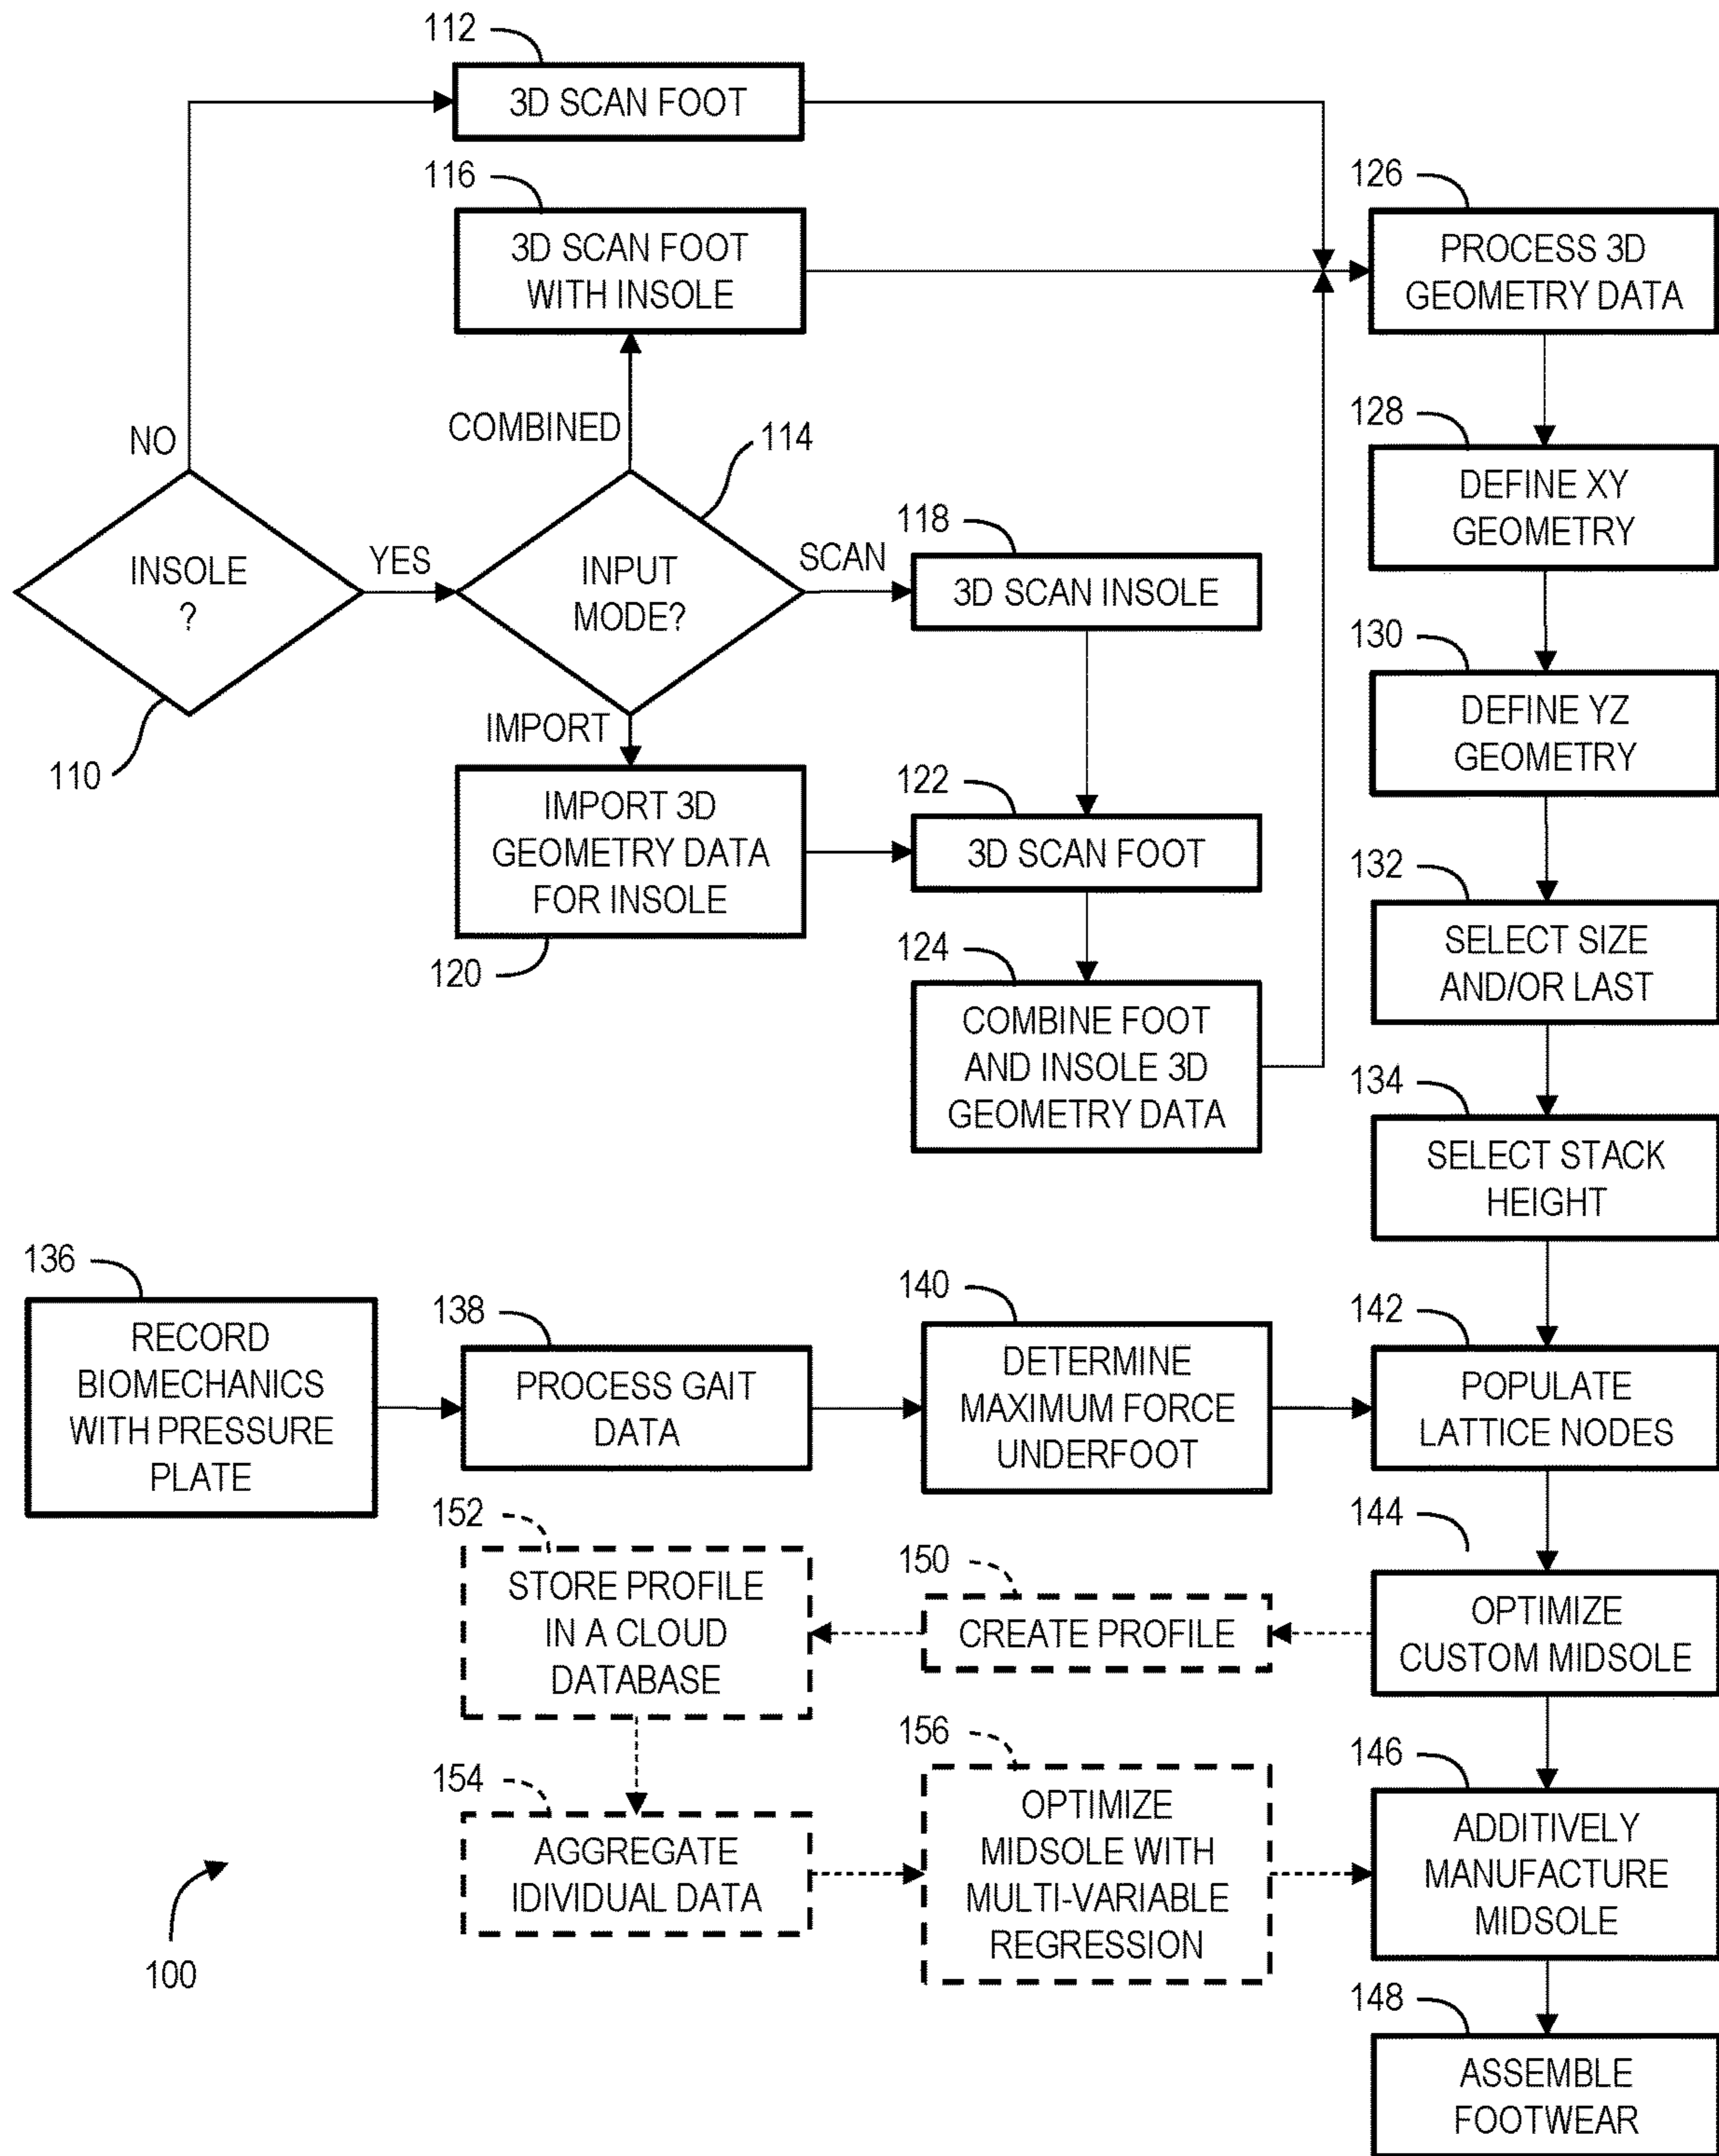 112
3D SCAN FOOT
116
3D SCAN FOOT
WITH INSOLE
126
PROCESS 3D
GEOMETRY DATA
NO
COMBINED
114
128
DEFINE XY
GEOMETRY
INSOLE
?
YES
INPUT
MODE?
SCAN
118
3D SCAN INSOLE
110
IMPORT
130
DEFINE YZ
GEOMETRY
IMPORT 3D
GEOMETRY DATA
FOR INSOLE
120
122
3D SCAN FOOT
132
SELECT SIZE
AND/OR LAST
124
COMBINE FOOT
AND INSOLE 3D
GEOMETRY DATA
134
SELECT STACK
HEIGHT
136
RECORD
BIOMECHANICS
WITH PRESSURE
PLATE
138
PROCESS GAIT
DATA
140
DETERMINE
MAXIMUM FORCE
UNDERFOOT
142
POPULATE
LATTICE NODES
152
STORE PROFILE
IN A CLOUD
DATABASE
150
CREATE PROFILE
144
OPTIMIZE
CUSTOM MIDSOLE
154
AGGREGATE
IDIVIDUAL DATA
156
OPTIMIZE
MIDSOLE WITH
MULTI-VARIABLE
REGRESSION
146
ADDITIVELY
MANUFACTURE
MIDSOLE
100
148
ASSEMBLE
FOOTWEAR